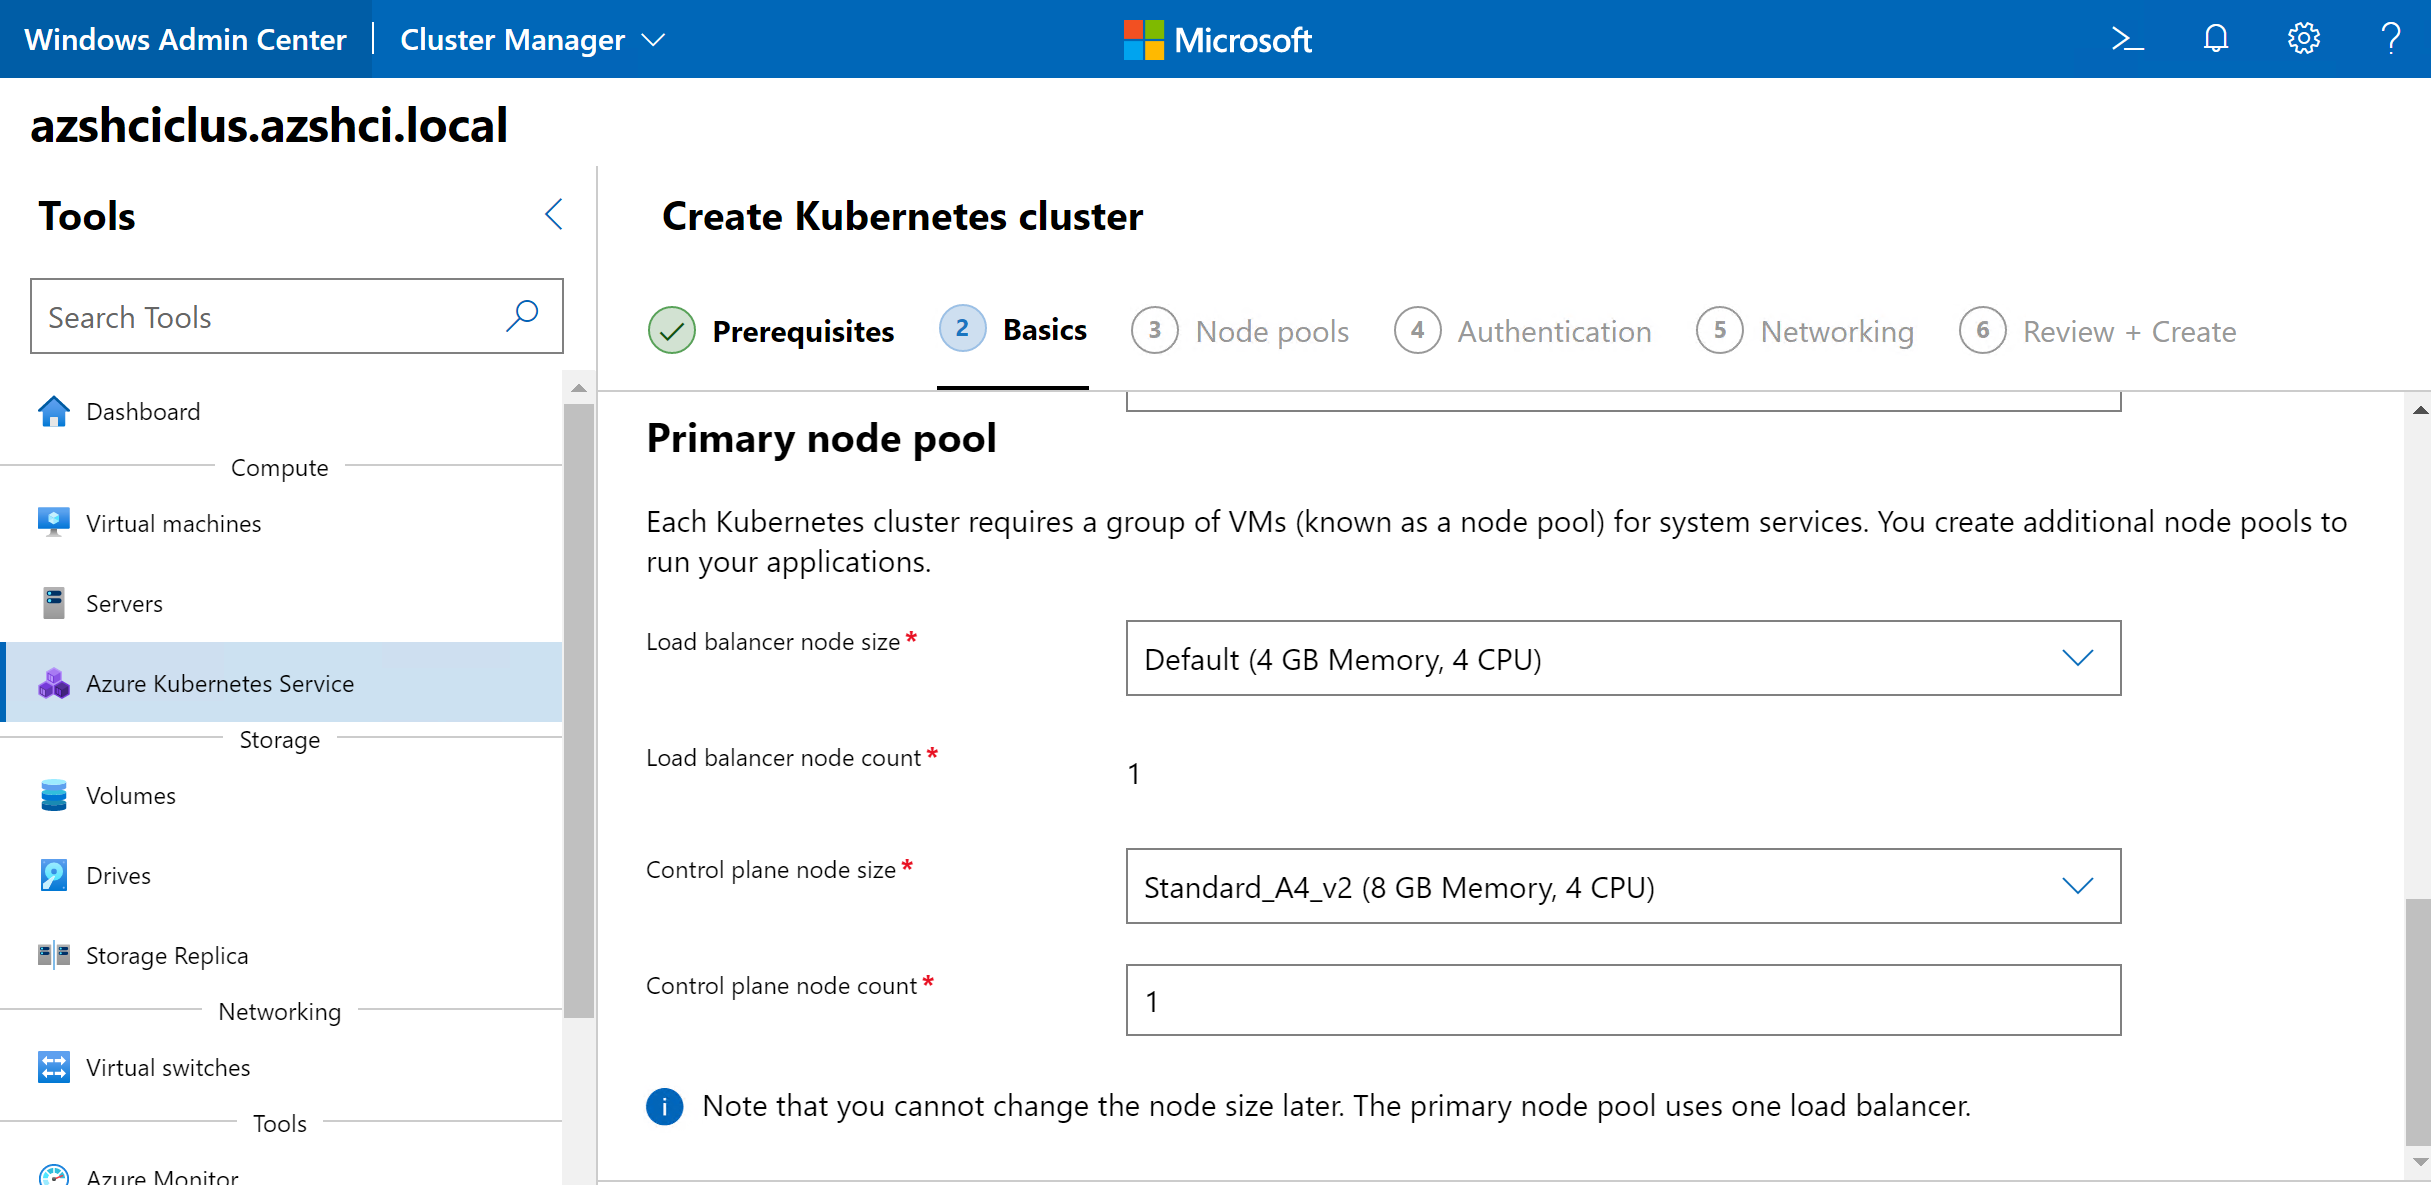 Windows Admin Center
Cluster Manager
Microsoft
azshciclus.azshci.local
Tools
Search Tools
Dashboard
Compute
Virtual machines
Servers
Azure Kubernetes Service
Storage
Volumes
Drives
Storage Replica
Networking
Virtual switches
Tools
Azure Monitor
Create Kubernetes cluster
Prerequisites
2 Basics
3 Node pools
4 Authentication
5 Networking
6 Review + Create
Primary node pool
Each Kubernetes cluster requires a group of VMs (known as a node pool) for system services. You create additional node pools to
run your applications.
Load balancer node size *
Default (4 GB Memory, 4 CPU)
Load balancer node count *
1
Control plane node size *
Standard_A4_v2 (8 GB Memory, 4 CPU)
Control plane node count *
1
Note that you cannot change the node size later. The primary node pool uses one load balancer.